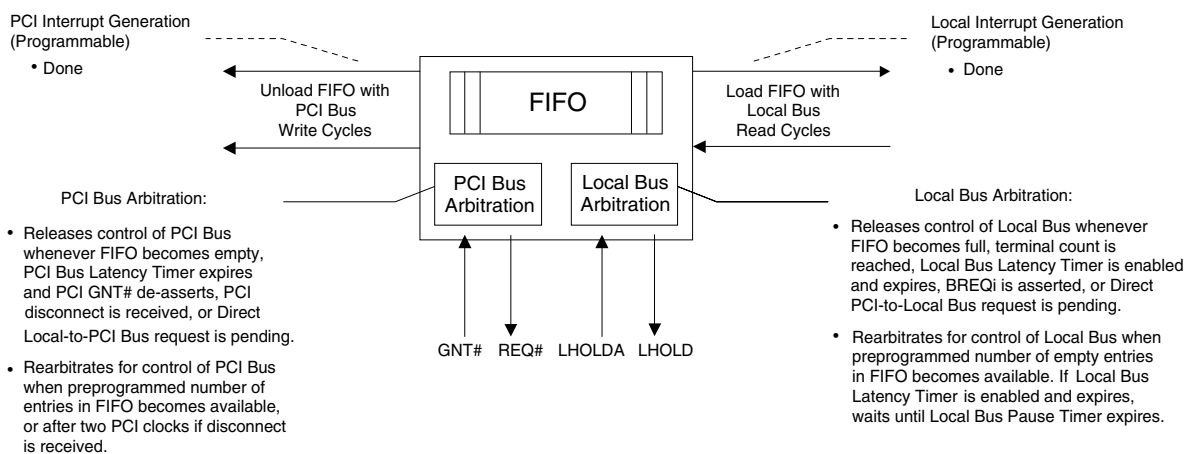 PCI Interrupt Generation
(Programmable)
• Done
Local Interrupt Generation
(Programmable)
• Done
Unload FIFO with
PCI Bus
Write Cycles
FIFO
Load FIFO with
Local Bus
Read Cycles
PCI Bus
Arbitration
Local Bus
Arbitration
PCI Bus Arbitration:
• Releases control of PCI Bus
whenever FIFO becomes empty,
PCI Bus Latency Timer expires
and PCI GNT# de-asserts, PCI
disconnect is received, or Direct
Local-to-PCI Bus request is pending.
• Rearbitrates for control of PCI Bus
when preprogrammed number of
entries in FIFO becomes available,
or after two PCI clocks if disconnect
is received.
GNT# REQ# LHOLDA LHOLD
Local Bus Arbitration:
• Releases control of Local Bus whenever
FIFO becomes full, terminal count is
reached, Local Bus Latency Timer is enabled
and expires, BREQi is asserted, or Direct
PCI-to-Local Bus request is pending.
• Rearbitrates for control of Local Bus when
preprogrammed number of empty entries
in FIFO becomes available. If Local Bus
Latency Timer is enabled and expires,
waits until Local Bus Pause Timer expires.